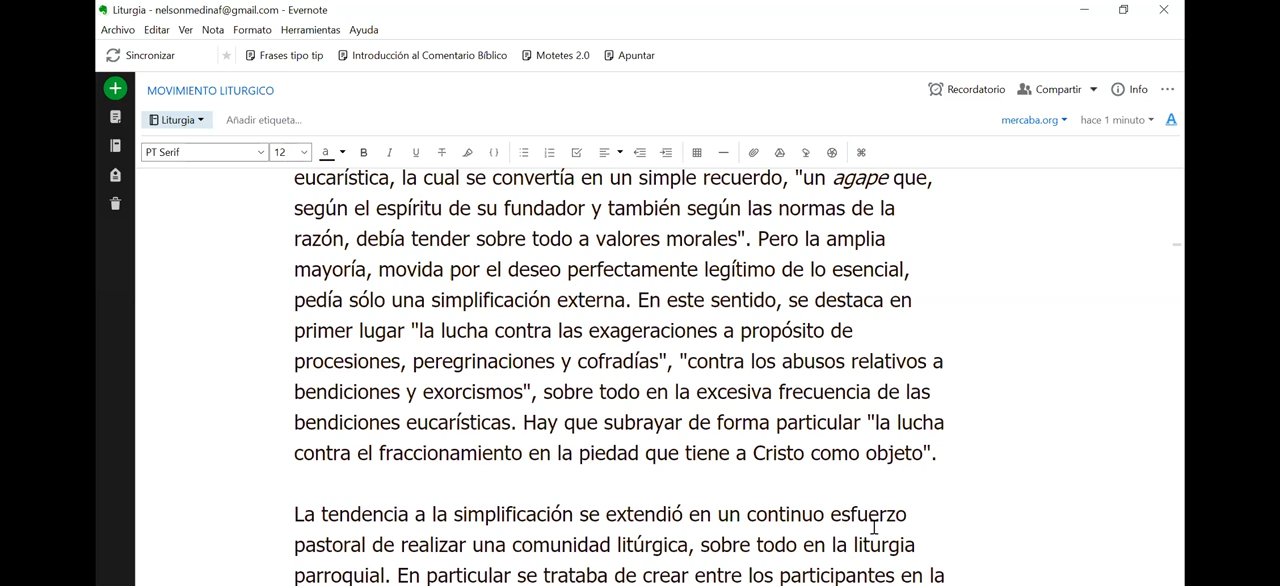 Liturgia - nelsonmedinaf@gmail.com - Evernote
Archivo Editar Ver Nota Formato Herramientas Ayuda
Sincronizar Frases tipo tip Introducción al Comentario Bíblico Motetes 2.0 Apuntar
MOVIMIENTO LITURGICO Recordatorio Compartir Info
Liturgia Añadir etiqueta... mercaba.org hace 1 minuto A
PT Serif 12 a B I U T
eucarística, la cual se convertía en un simple recuerdo, "un agape que,
según el espíritu de su fundador y también según las normas de la
razón, debía tender sobre todo a valores morales". Pero la amplia
mayoría, movida por el deseo perfectamente legítimo de lo esencial,
pedía sólo una simplificación externa. En este sentido, se destaca en
primer lugar "la lucha contra las exageraciones a propósito de
procesiones, peregrinaciones y cofradías", "contra los abusos relativos a
bendiciones y exorcismos", sobre todo en la excesiva frecuencia de las
bendiciones eucarísticas. Hay que subrayar de forma particular "la lucha
contra el fraccionamiento en la piedad que tiene a Cristo como objeto".
La tendencia a la simplificación se extendió en un continuo esfuerzo
pastoral de realizar una comunidad litúrgica, sobre todo en la liturgia
parroquial. En particular se trataba de crear entre los participantes en la